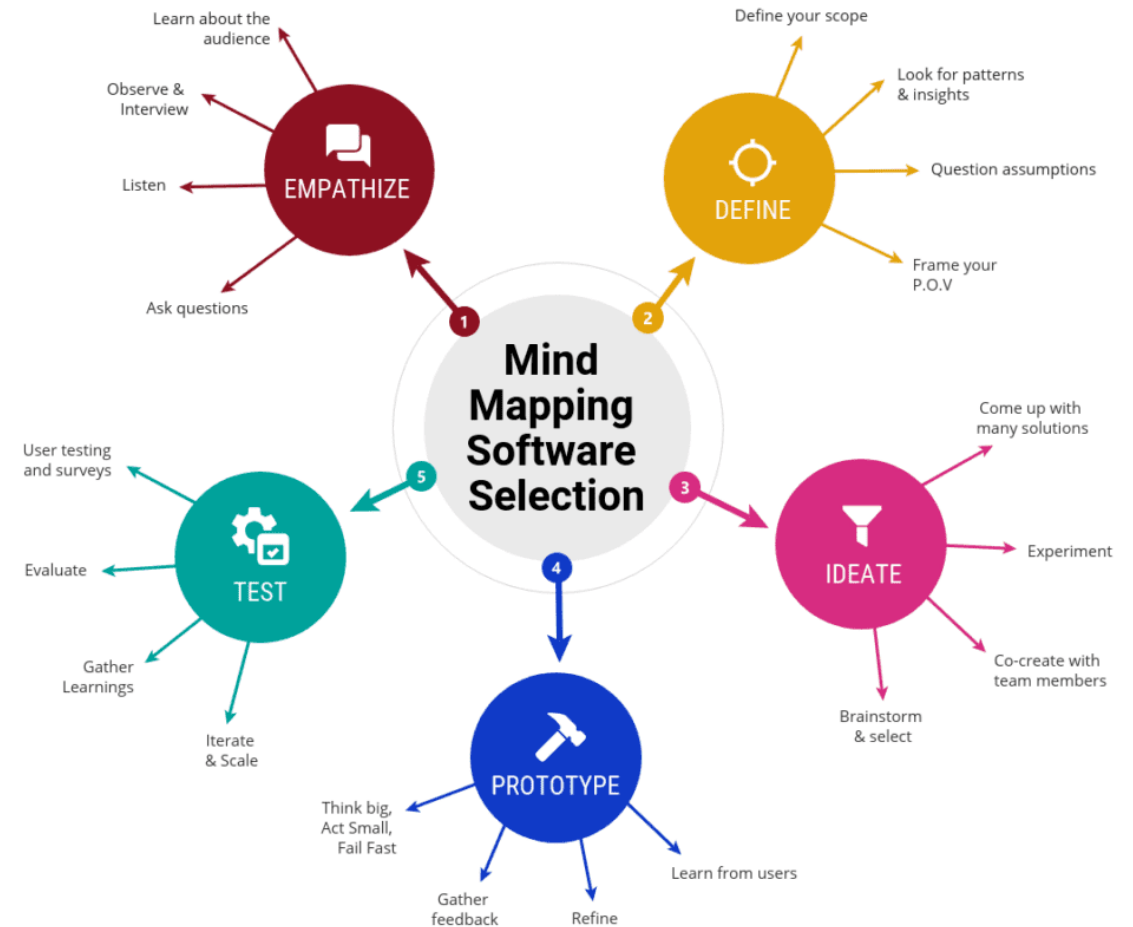 Mind
Mapping
Software
Selection
1
EMPATHIZE
Learn about the
audience
Observe &
Interview
Listen
Ask questions
2
DEFINE
Define your scope
Look for patterns
& insights
Question assumptions
Frame your
P.O.V
3
IDEATE
Come up with
many solutions
Experiment
Co-create with
team members
Brainstorm
& select
4
PROTOTYPE
Learn from users
Refine
Gather
feedback
Think big,
Act Small,
Fail Fast
5
TEST
User testing
and surveys
Evaluate
Gather
Learnings
Iterate
& Scale